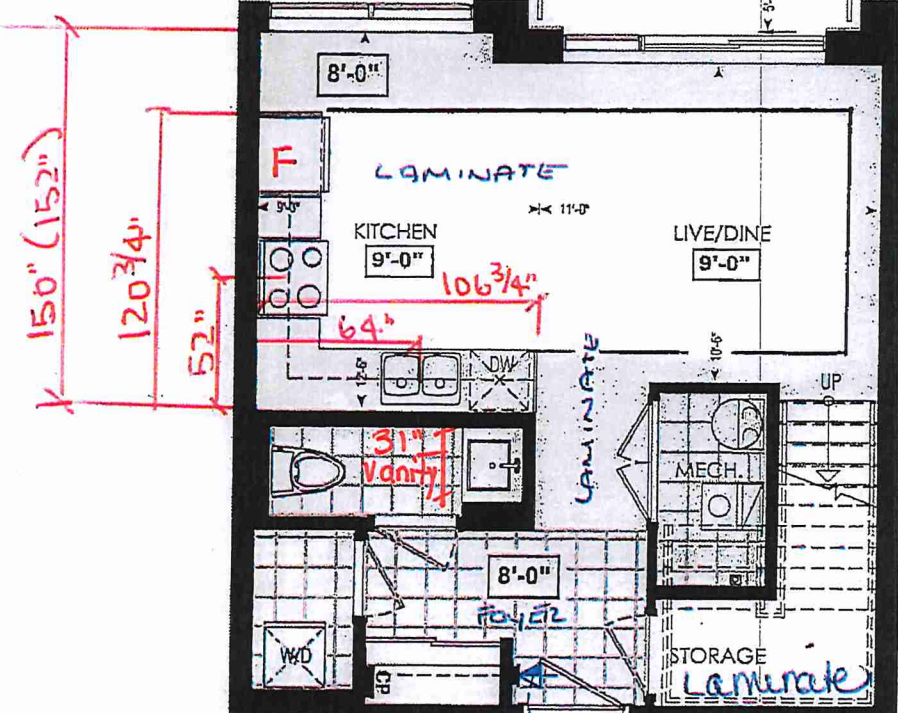 8'-0"
150" (152")
120 3/4"
52"
F
LAMINATE
9'-0"
11'-0"
KITCHEN
9'-0"
LIVE/DINE
9'-0"
106 3/4"
64"
12'-6"
DW
LAMINATE
10'-6"
UP
31"
Vanity
MECH.
8'-0"
FOYER
W/D
CP
STORAGE
Laminate